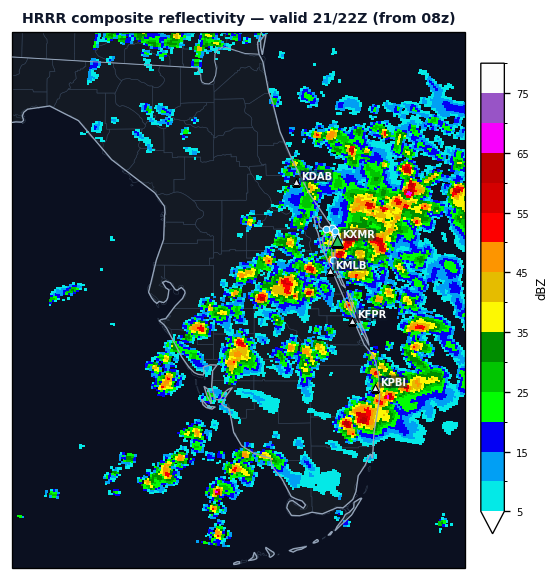 HRRR composite reflectivity — valid 21/22Z (from 08z)
KDAB
KXMR
KMLB
KFPR
KPBI
75
65
55
45
35
25
15
5
dBZ